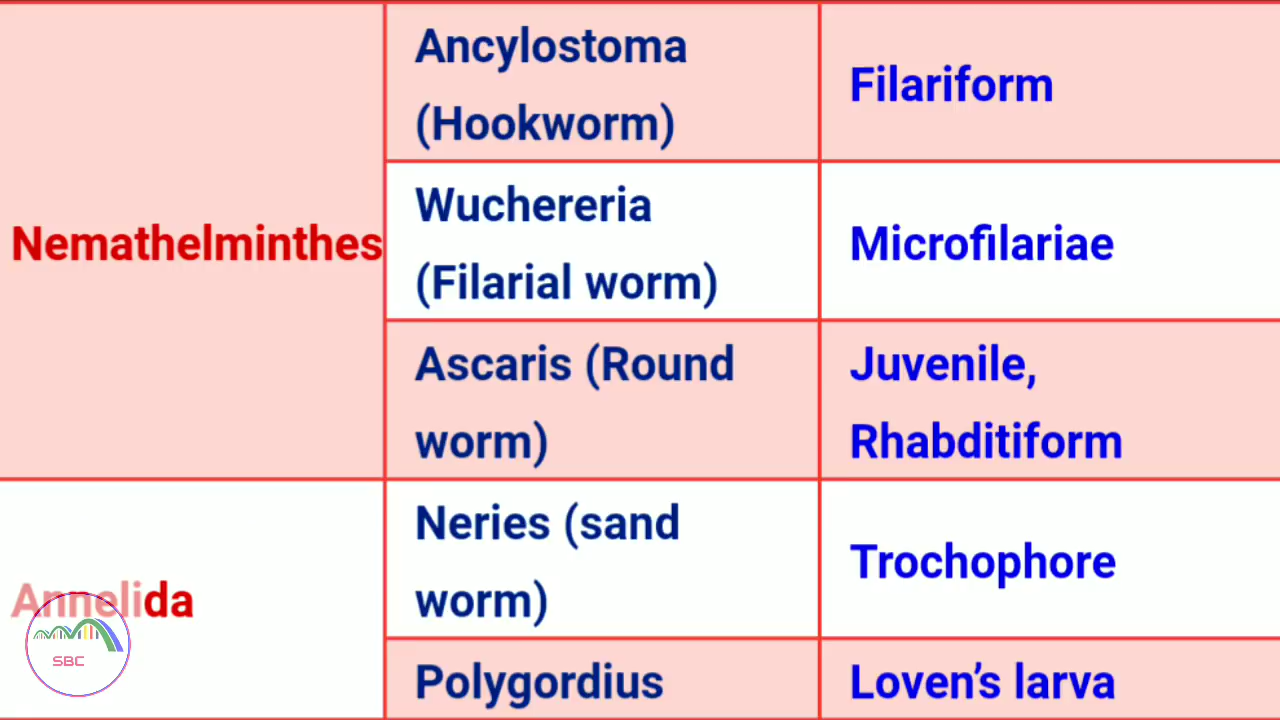 Ancylostoma
(Hookworm)
Filariform
Nemathelminthes
Wuchereria
(Filarial worm)
Microfilariae
Ascaris (Round
worm)
Juvenile,
Rhabditiform
Annelida
Neries (sand
worm)
Trochophore
SBC
Polygordius
Loven’s larva